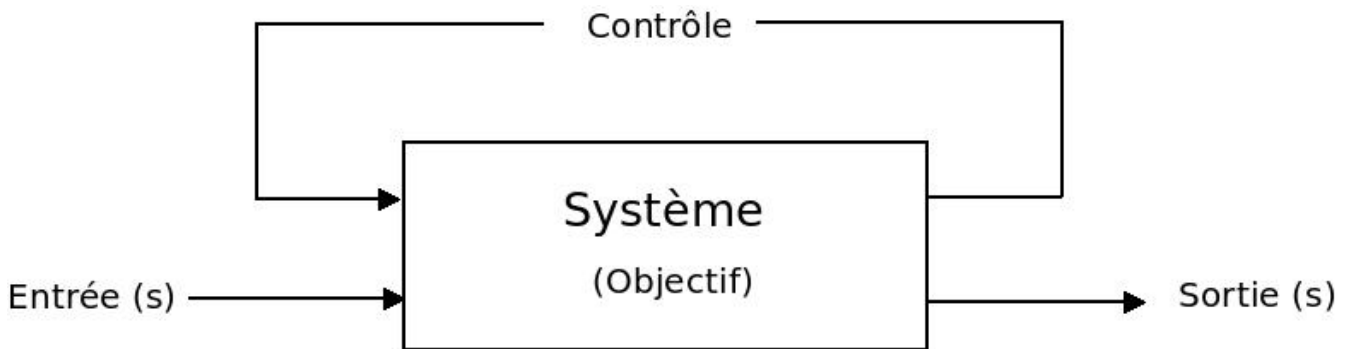 Contrôle
Système
(Objectif)
Entrée (s)
Sortie (s)